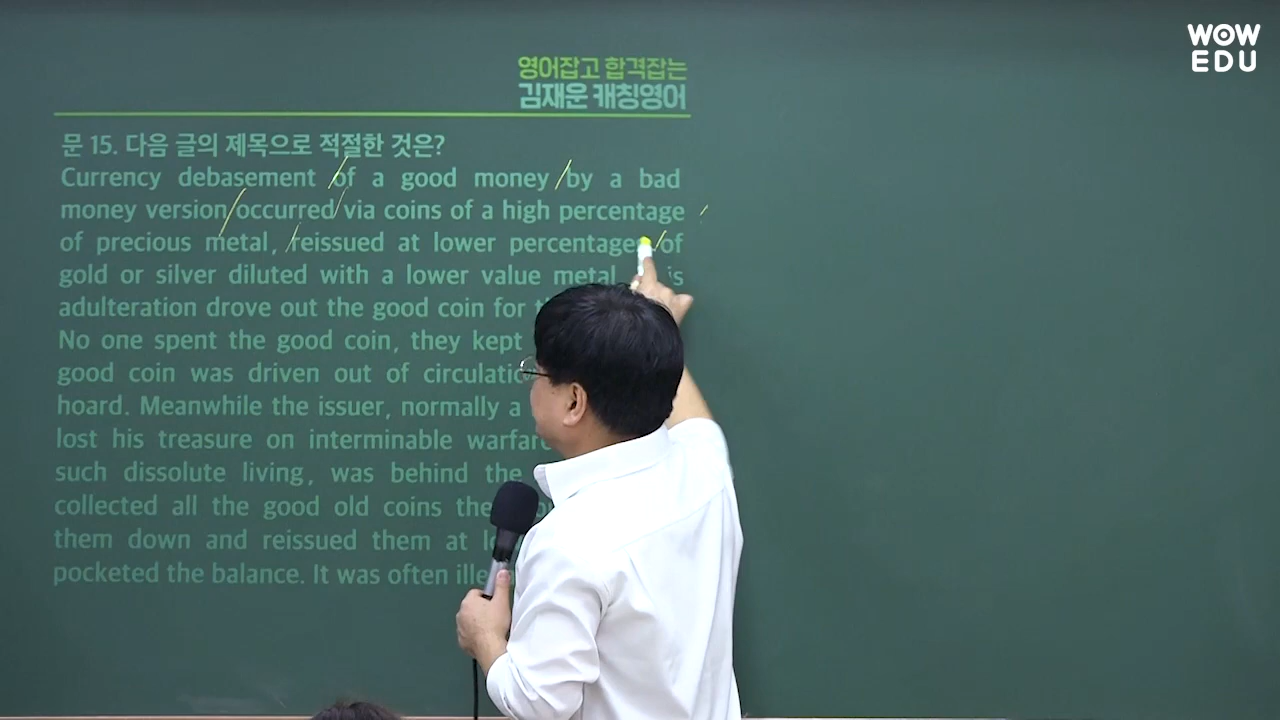 WOW
EDU
영어잡고 합격잡는
김재운 캐칭영어
문 15. 다음 글의 제목으로 적절한 것은?
Currency debasement of a good money by a bad
money version occurred via coins of a high percentage
of precious metal, reissued at lower percentages of
gold or silver diluted with a lower value metal
adulteration drove out the good coin for
No one spent the good coin, they kept
good coin was driven out of
hoard. Meanwhile the issuer, normally a
lost his treasure on interminable
such dissolute living, was behind the
collected all the good old coins
them down and reissued them at
pocketed the balance. It was often